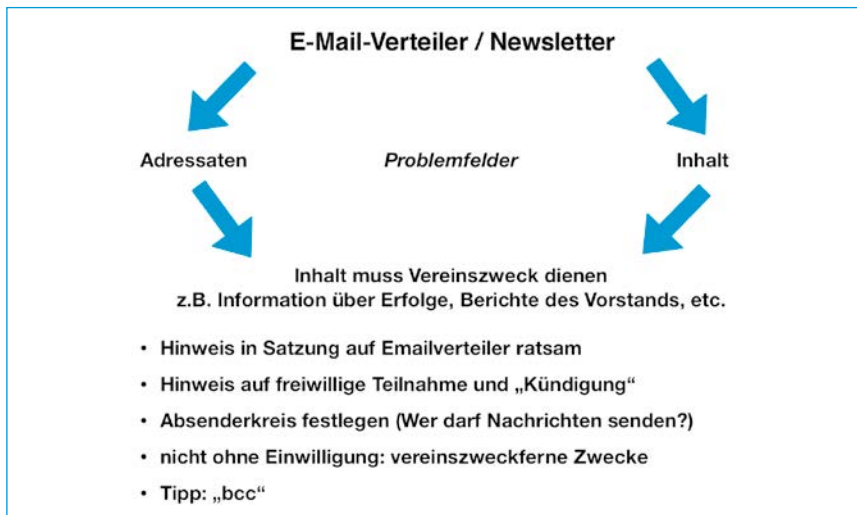 E-Mail-Verteiler / Newsletter
Adressaten
Problemfelder
Inhalt
Inhalt muss Vereinszweck dienen
z.B. Information über Erfolge, Berichte des Vorstands, etc.
• Hinweis in Satzung auf Emailverteiler ratsam
• Hinweis auf freiwillige Teilnahme und „Kündigung“
• Absenderkreis festlegen (Wer darf Nachrichten senden?)
• nicht ohne Einwilligung: vereinszweckferne Zwecke
• Tipp: „bcc“